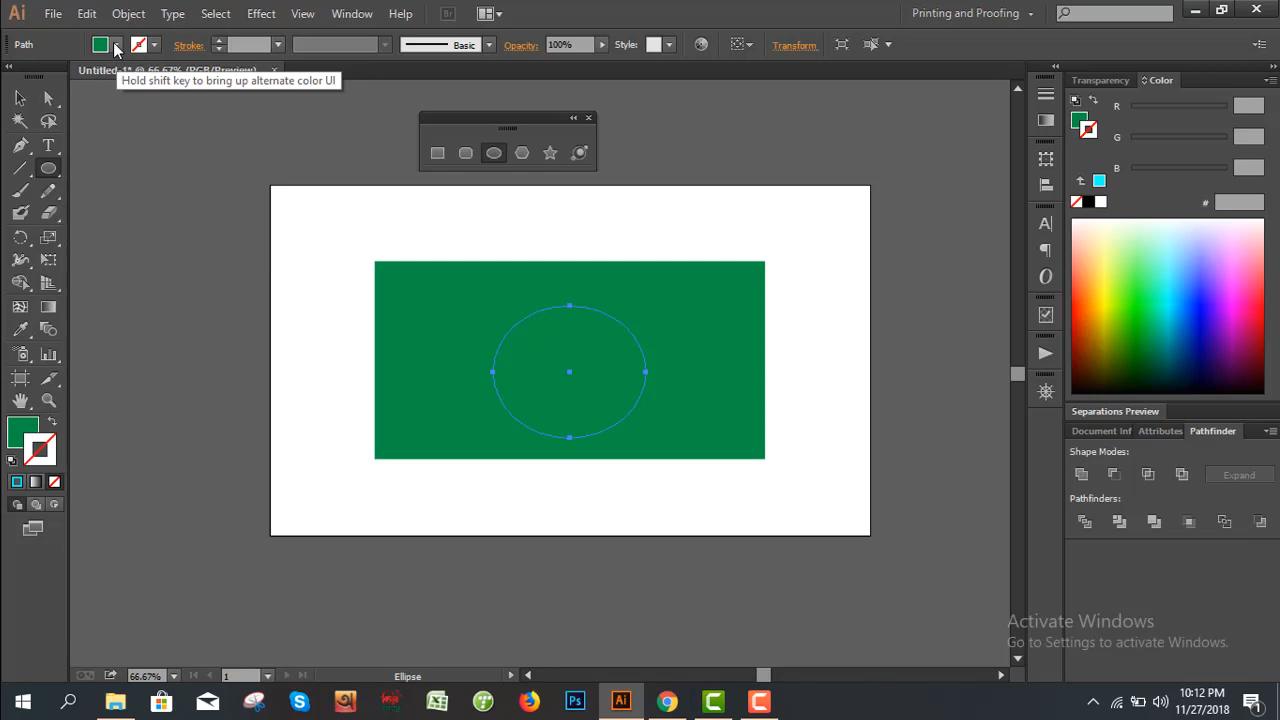 Ai File Edit Object Type Select Effect View Window Help Br Printing and Proofing
Path Stroke: Basic Opacity: 100% Style: Transform
Untitled-1* @ 66.67% (RGB/Preview)
Hold shift key to bring up alternate color UI
Transparency Color
R
G
B
#
Separations Preview
Document Inf Attributes Pathfinder
Shape Modes:
Expand
Pathfinders:
Activate Windows
Go to Settings to activate Windows.
66.67% 1 Ellipse
Ps Ai
10:12 PM
11/27/2018